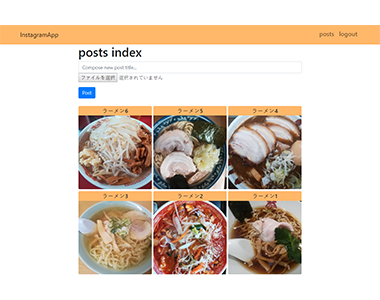 InstagramApp
posts logout
posts index
Compose new post title...
ファイルを選択 選択されていません
Post
ラーメン6 ラーメン5 ラーメン4
ラーメン3 ラーメン2 ラーメン1